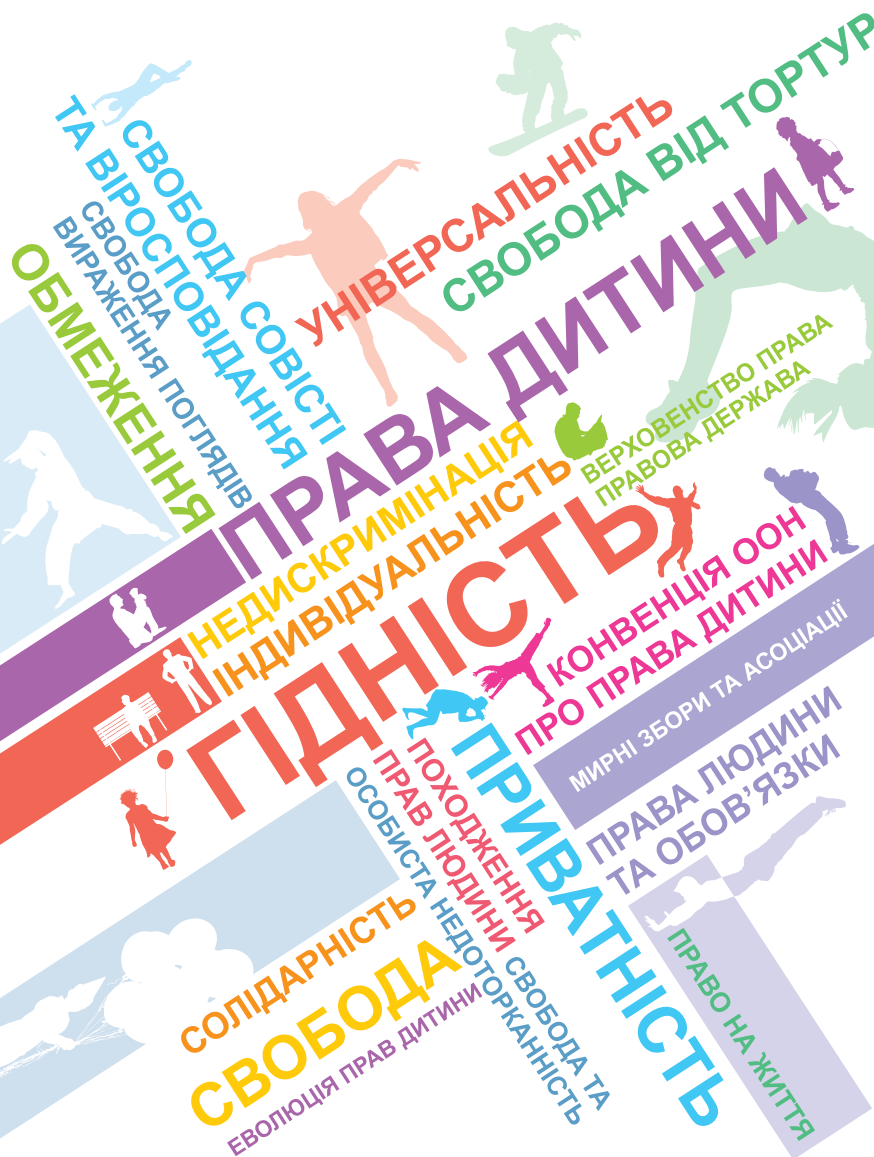 СВОБОДА СОВІСТІ
ТА ВІРОСПОВІДАННЯ
СВОБОДА
ВИРАЖЕННЯ ПОГЛЯДІВ
ОБМЕЖЕННЯ
УНІВЕРСАЛЬНІСТЬ
СВОБОДА ВІД ТОРТУР
ПРАВА ДИТИНИ
ВЕРХОВЕНСТВО ПРАВА
ПРАВОВА ДЕРЖАВА
НЕДИСКРИМІНАЦІЯ
ІНДИВІДУАЛЬНІСТЬ
ГІДНІСТЬ
КОНВЕНЦІЯ ООН
ПРО ПРАВА ДИТИНИ
МИРНІ ЗБОРИ ТА АСОЦІАЦІЇ
ПРАВА ЛЮДИНИ
ТА ОБОВ’ЯЗКИ
ПРИВАТНІСТЬ
ПОХОДЖЕННЯ
ПРАВ ЛЮДИНИ
СВОБОДА ТА
ОСОБИСТА НЕДОТОРКАННІСТЬ
СОЛІДАРНІСТЬ
СВОБОДА
ЕВОЛЮЦІЯ ПРАВ ДИТИНИ
ПРАВО НА ЖИТТЯ